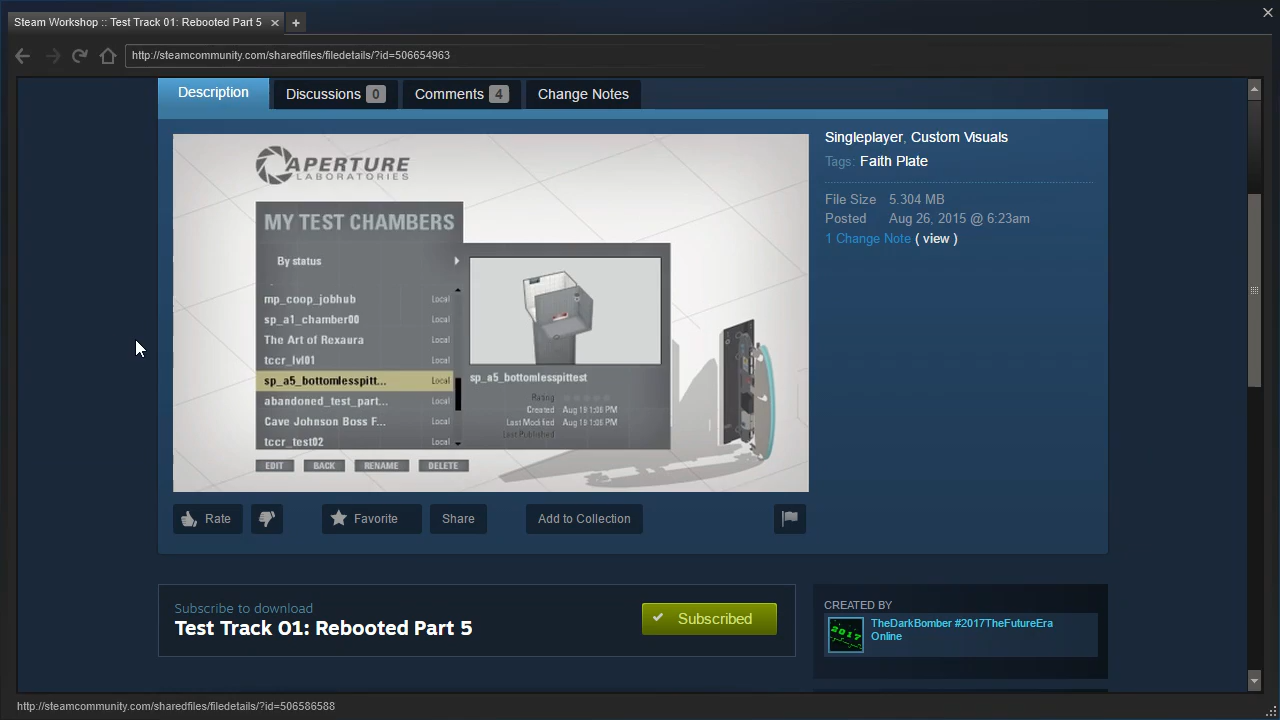 Steam Workshop :: Test Track 01: Rebooted Part 5
http://steamcommunity.com/sharedfiles/filedetails/?id=506654963
Description
Discussions 0
Comments 4
Change Notes
APERTURE
LABORATORIES
MY TEST CHAMBERS
By status
mp_coop_jobhub Local
sp_a1_chamber00 Local
The Art of Rexaura Local
tccr_lvl01 Local
sp_a5_bottomlesspitt... Local
abandoned_test_part... Local
Cave Johnson Boss F... Local
tccr_test02 Local
sp_a5_bottomlesspittest
Rating
Created Aug 19 1:06 PM
Last Modified Aug 19 1:06 PM
Last Published
EDIT
BACK
RENAME
DELETE
Singleplayer, Custom Visuals
Tags: Faith Plate
File Size 5.304 MB
Posted Aug 26, 2015 @ 6:23am
1 Change Note ( view )
Rate
Favorite
Share
Add to Collection
Subscribe to download
Test Track 01: Rebooted Part 5
Subscribed
CREATED BY
2017
TheDarkBomber #2017TheFutureEra
Online
http://steamcommunity.com/sharedfiles/filedetails/?id=506586588